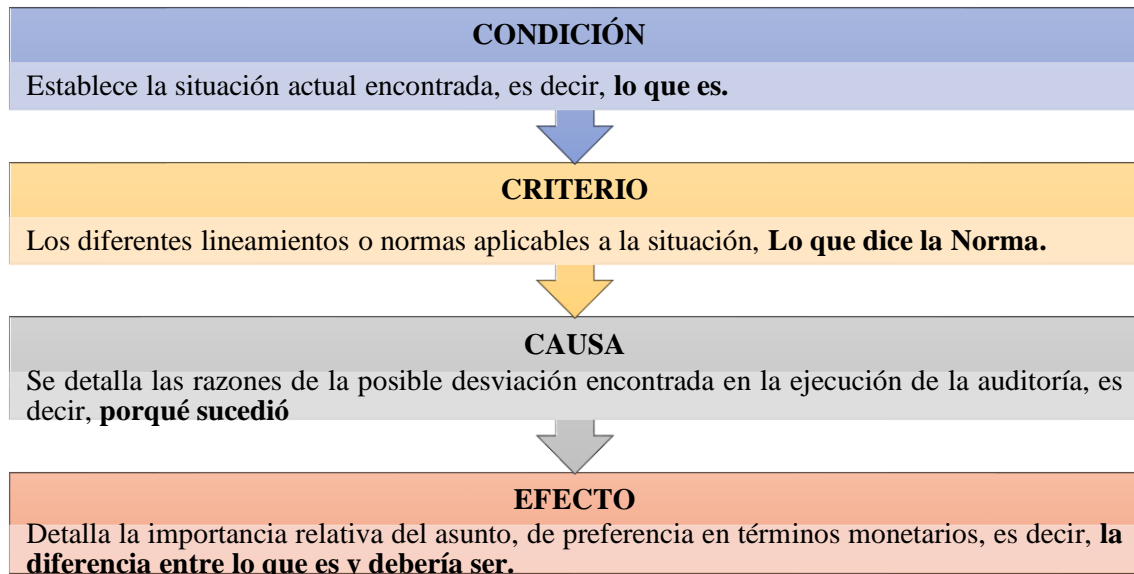 CONDICIÓN
Establece la situación actual encontrada, es decir, lo que es.
CRITERIO
Los diferentes lineamientos o normas aplicables a la situación, Lo que dice la Norma.
CAUSA
Se detalla las razones de la posible desviación encontrada en la ejecución de la auditoría, es
decir, porqué sucedió
EFECTO
Detalla la importancia relativa del asunto, de preferencia en términos monetarios, es decir, la
diferencia entre lo que es y debería ser.